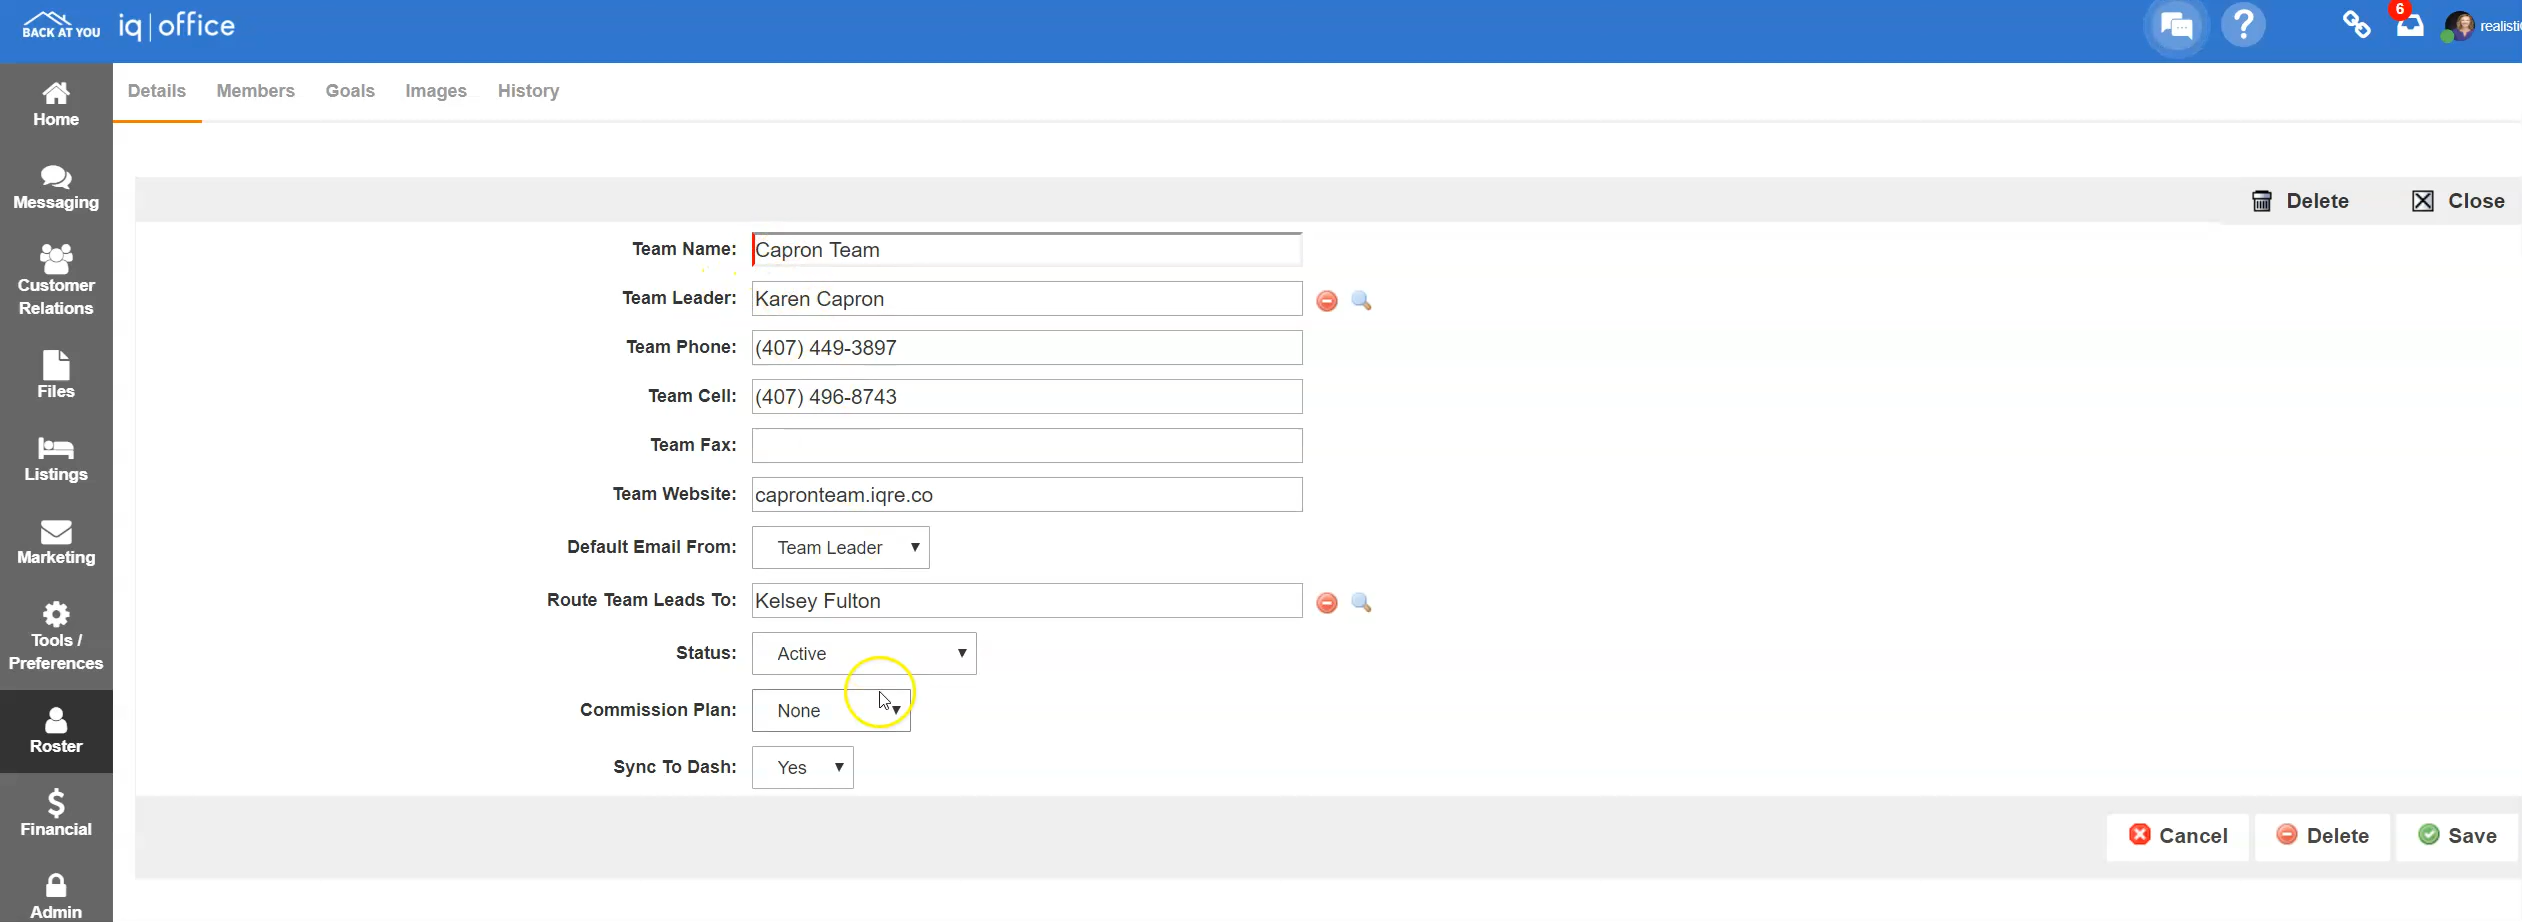 BACK AT YOU
iq|office
6
realisti
Home
Messaging
Customer
Relations
Files
Listings
Marketing
Tools /
Preferences
Roster
Financial
Admin
Details
Members
Goals
Images
History
Delete
Close
Team Name: Capron Team
Team Leader: Karen Capron
Team Phone: (407) 449-3897
Team Cell: (407) 496-8743
Team Fax:
Team Website: capronteam.iqre.co
Default Email From: Team Leader
Route Team Leads To: Kelsey Fulton
Status: Active
Commission Plan: None
Sync To Dash: Yes
Cancel
Delete
Save